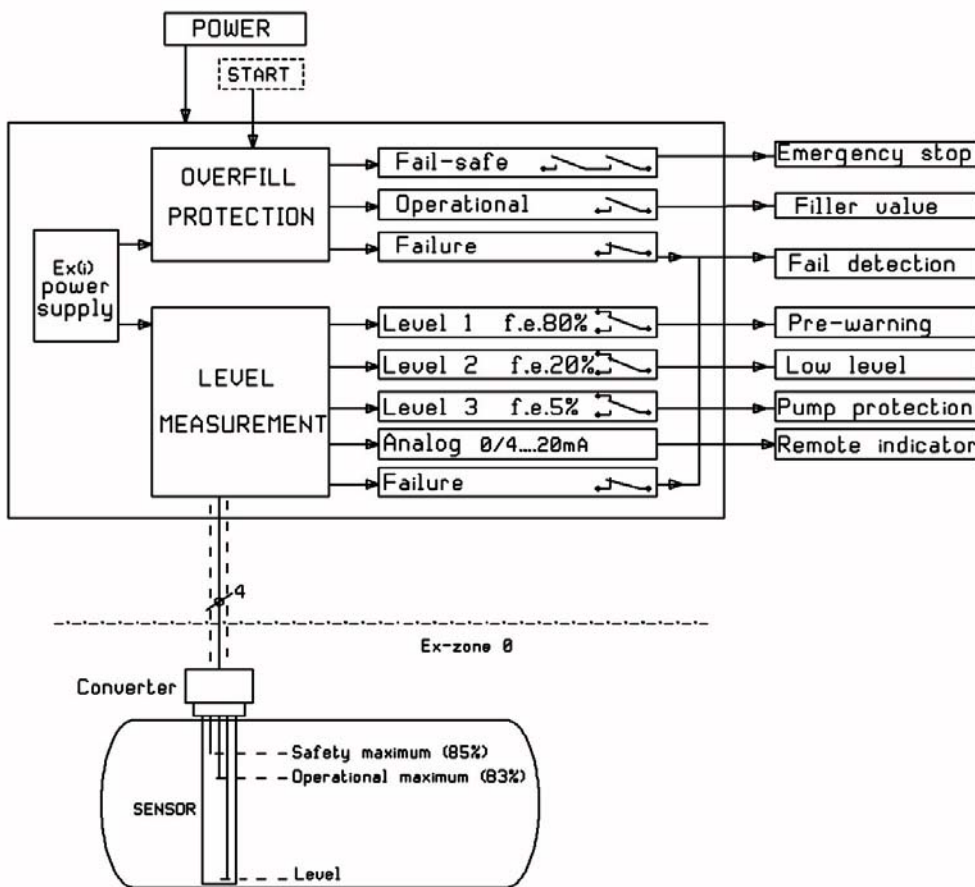 POWER
START
OVERFILL
PROTECTION
Fail-safe
Emergency stop
Operational
Filler value
Failure
Fail detection
Ex(i)
power
supply
LEVEL
MEASUREMENT
Level 1 f.e.80%
Pre-warning
Level 2 f.e.20%
Low level
Level 3 f.e.5%
Pump protection
Analog 0/4....20mA
Remote indicator
Failure
4
Ex-zone 0
Converter
Safety maximum (85%)
Operational maximum (83%)
SENSOR
Level